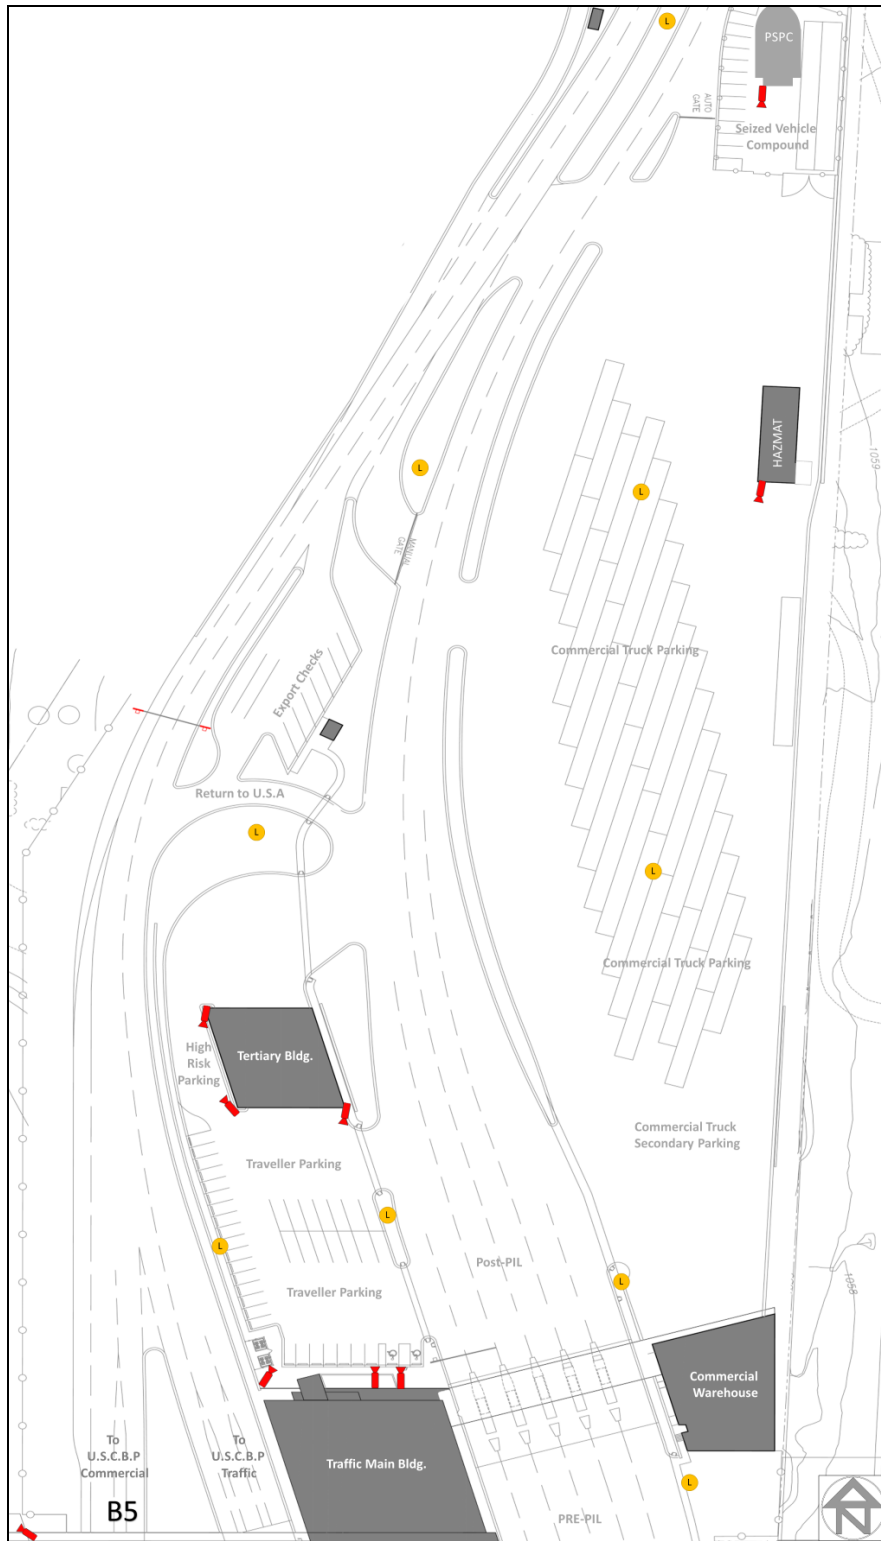 L
PSPC
AUTO
GATE
Seized Vehicle
Compound
HAZMAT
1059
L
L
MANUAL
GATE
Commercial Truck Parking
Export Checks
Return to U.S.A
L
L
Commercial Truck Parking
High
Risk
Parking
Tertiary Bldg.
Commercial Truck
Secondary Parking
Traveller Parking
L
L
Post-PIL
L
1058
Traveller Parking
Commercial
Warehouse
To
U.S.C.B.P
Commercial
To
U.S.C.B.P
Traffic
Traffic Main Bldg.
L
B5
PRE-PIL
N